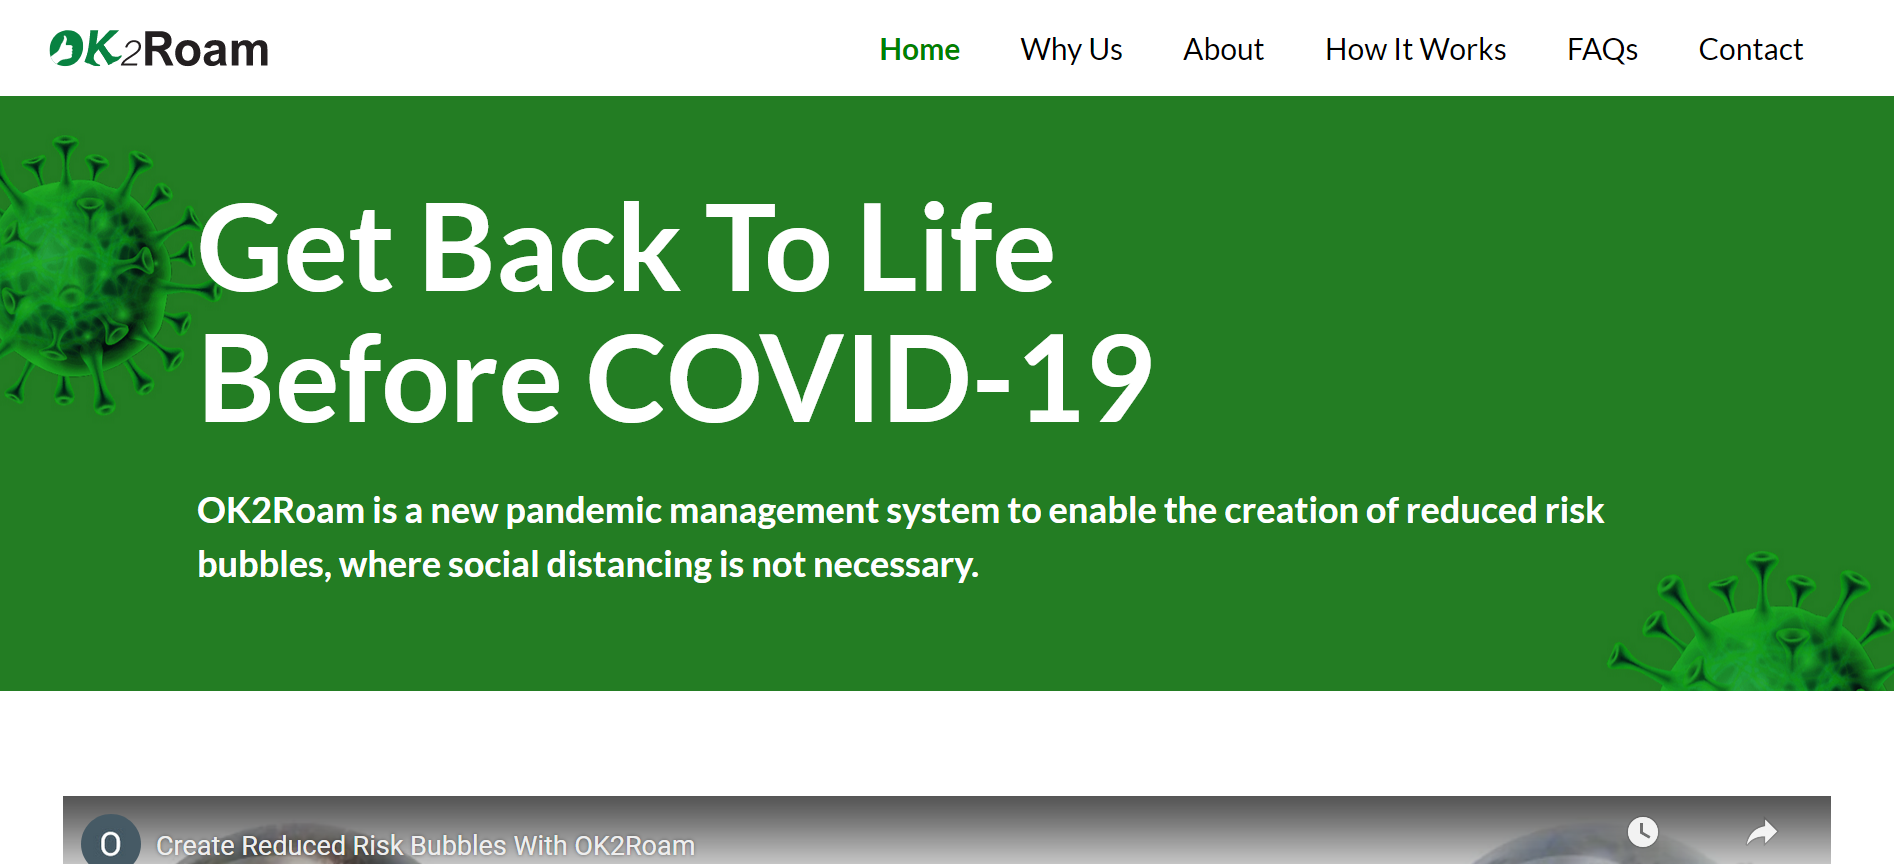 OK2Roam
Home Why Us About How It Works FAQs Contact
Get Back To Life
Before COVID-19
OK2Roam is a new pandemic management system to enable the creation of reduced risk
bubbles, where social distancing is not necessary.
O Create Reduced Risk Bubbles With OK2Roam